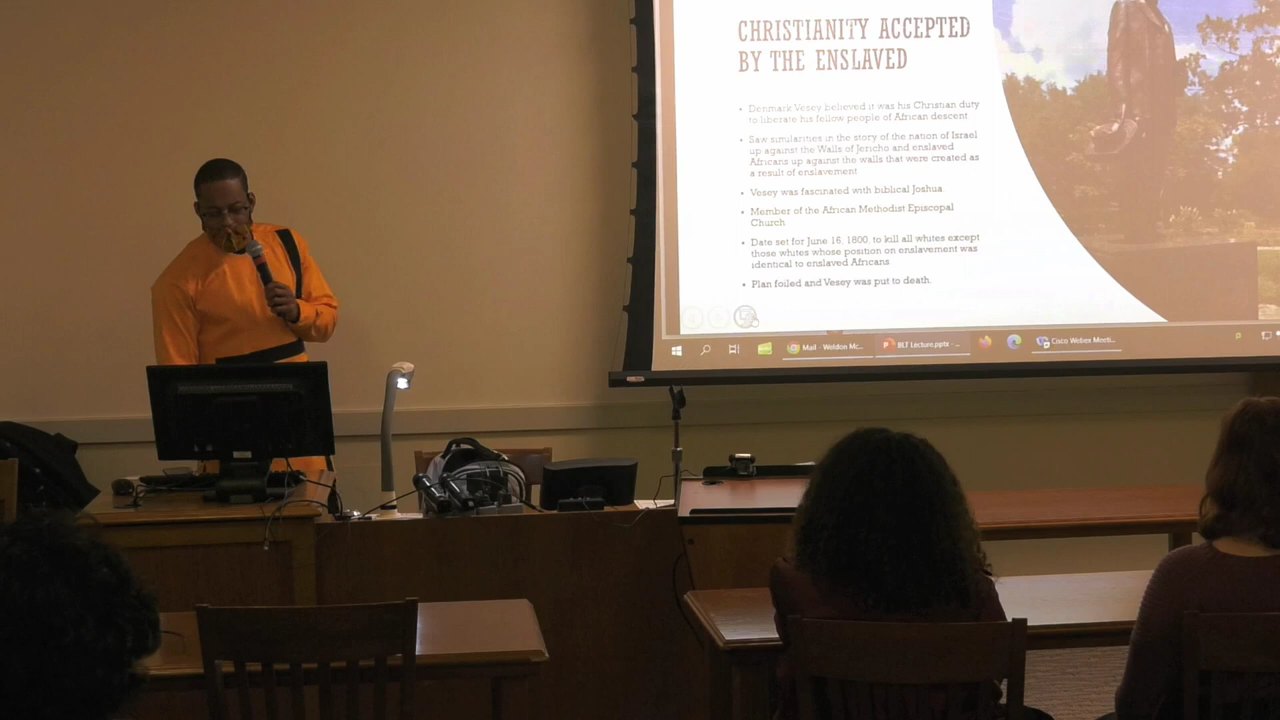 CHRISTIANITY ACCEPTED
BY THE ENSLAVED
• Denmark Vesey believed it was his Christian duty
to liberate his fellow people of African descent
• Saw similarities in the story of the nation of Israel
up against the Walls of Jericho and enslaved
Africans up against the walls that were created as
a result of enslavement
• Vesey was fascinated with biblical Joshua
• Member of the African Methodist Episcopal
Church
• Date set for June 16, 1800, to kill all whites except
those whites whose position on enslavement was
identical to enslaved Africans.
• Plan foiled and Vesey was put to death.
Mail - Weldon Mc... BLT Lecture.pptx - ... Cisco Webex Meeti...